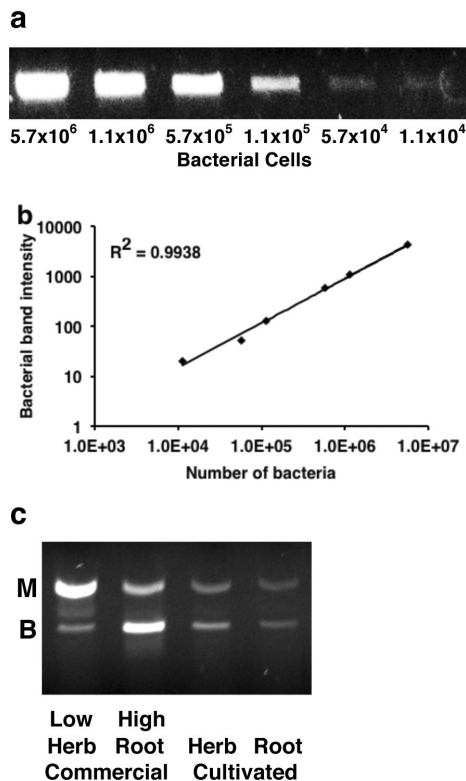 a
5.7x10⁶ 1.1x10⁶ 5.7x10⁵ 1.1x10⁵ 5.7x10⁴ 1.1x10⁴
Bacterial Cells
b
Bacterial band intensity
10000
1000
100
10
1
R² = 0.9938
1.0E+03 1.0E+04 1.0E+05 1.0E+06 1.0E+07
Number of bacteria
c
M
B
Low High
Herb Root Herb Root
Commercial Cultivated